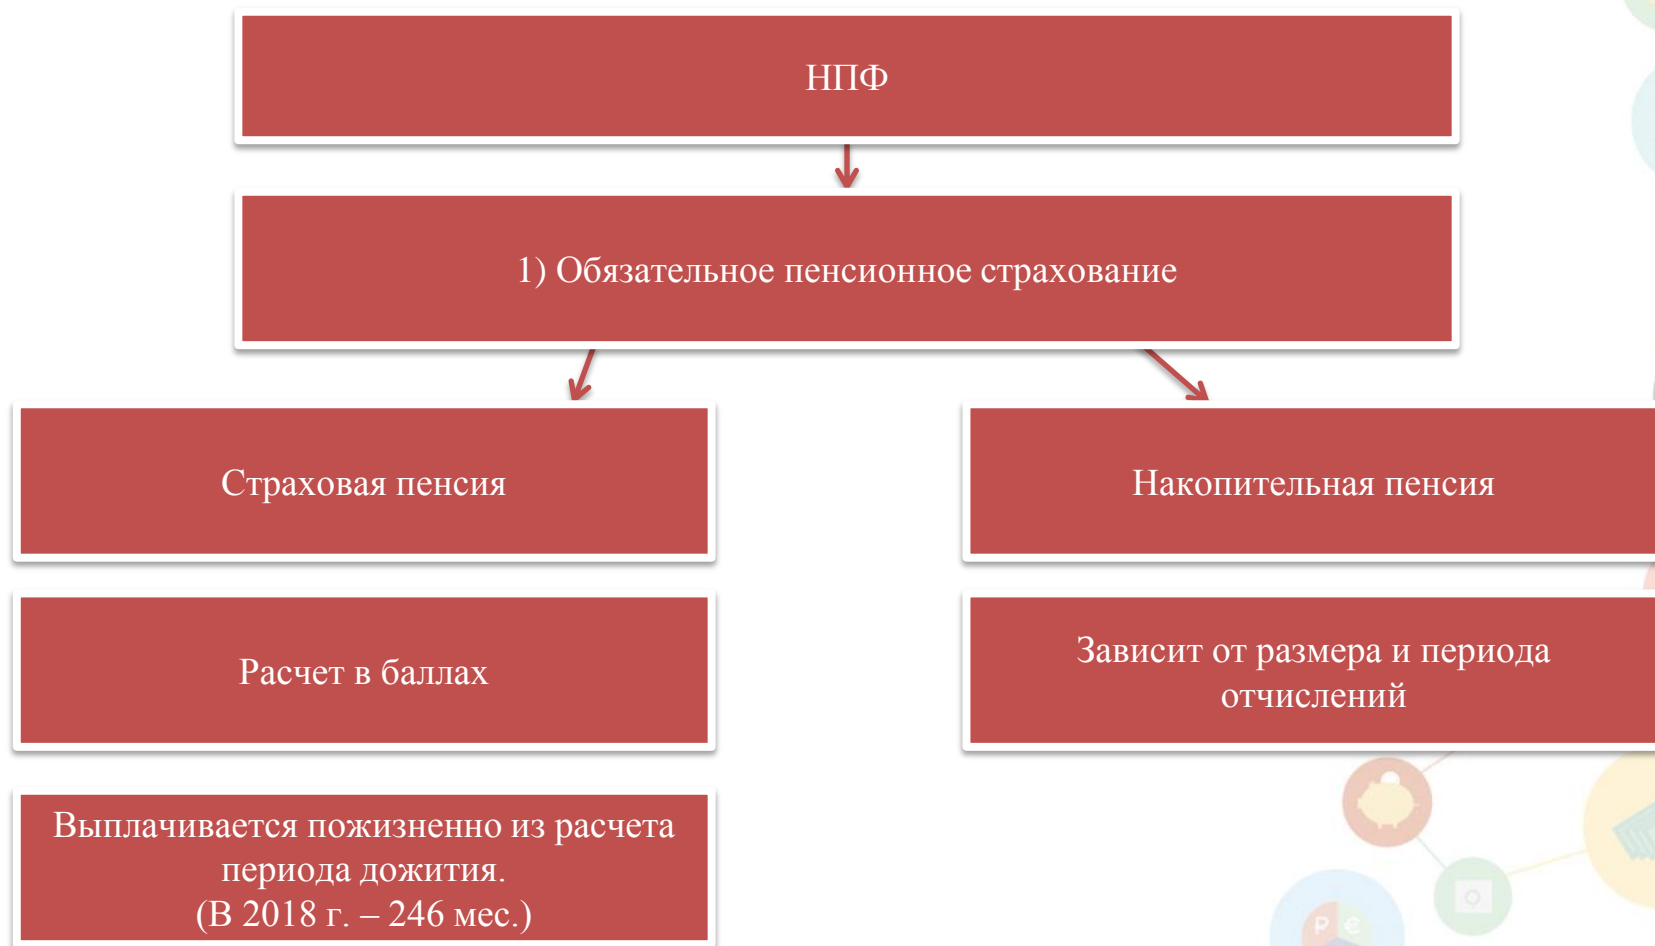 НПФ
1) Обязательное пенсионное страхование
Страховая пенсия
Накопительная пенсия
Расчет в баллах
Зависит от размера и периода
отчислений
Выплачивается пожизненно из расчета
периода дожития.
(В 2018 г. – 246 мес.)
₽ €